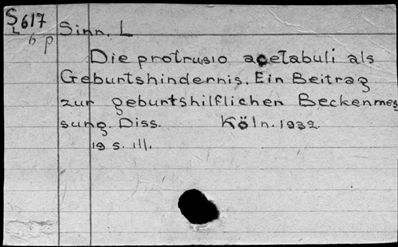 S617
6 p
Sinn, L
Die protrusio acetabuli als
Geburtshindernis. Ein Beitrag
zur geburtshilflichen Beckenmes
sung. Diss. Köln. 1932.
19 S. Ill.